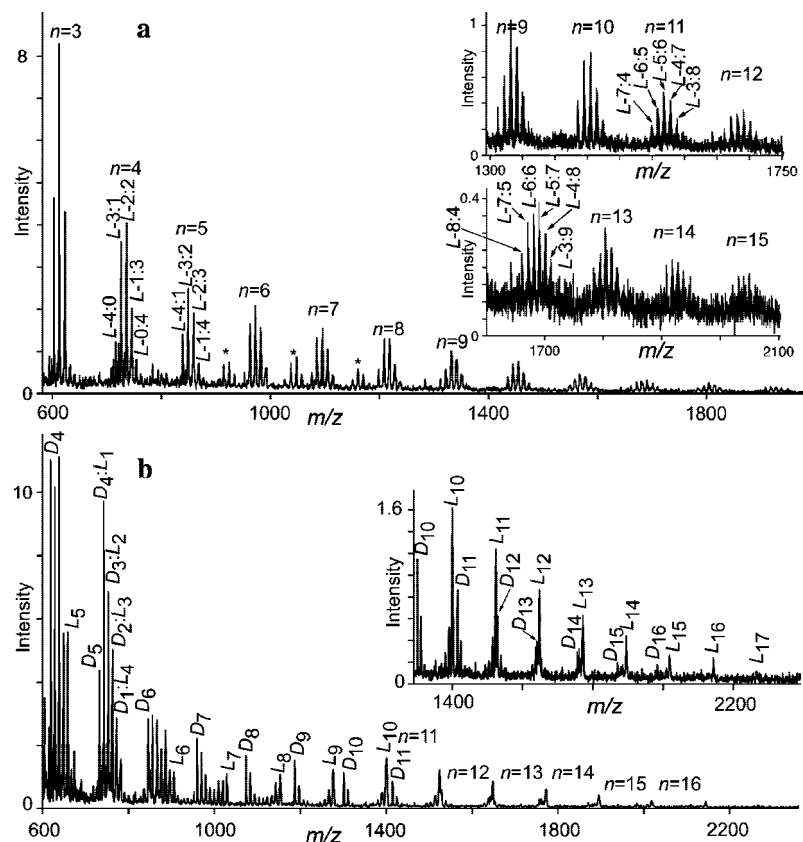 a
n=3
8
4
0
Intensity
n=4
L-3:1
L-2:2
L-4:0
L-0:4
L-1:3
n=5
L-4:1
L-3:2
L-2:3
L-1:4
*
n=6
*
n=7
*
n=8
n=9
600
1000
1400
1800
m/z
1
0
Intensity
n=9
n=10
n=11
n=12
L-7:4
L-6:5
L-5:6
L-4:7
L-3:8
1300
m/z
1750
0.4
0
Intensity
L-8:4
L-7:5
L-6:6
L-5:7
L-4:8
L-3:9
n=13
n=14
n=15
1700
m/z
2100
b
10
0
Intensity
D4
L5
D5
D4:L1
D3:L2
D2:L3
D1:L4
D6
L6
D7
L7
D8
L8
D9
L9
D10
L10
D11
n=11
n=12
n=13
n=14
n=15
n=16
600
1000
m/z
1400
1800
2200
1.6
0
Intensity
D10
L10
D11
L11
D12
D13
L12
D14
L13
D15
L14
D16
L15
L16
L17
1400
m/z
2200